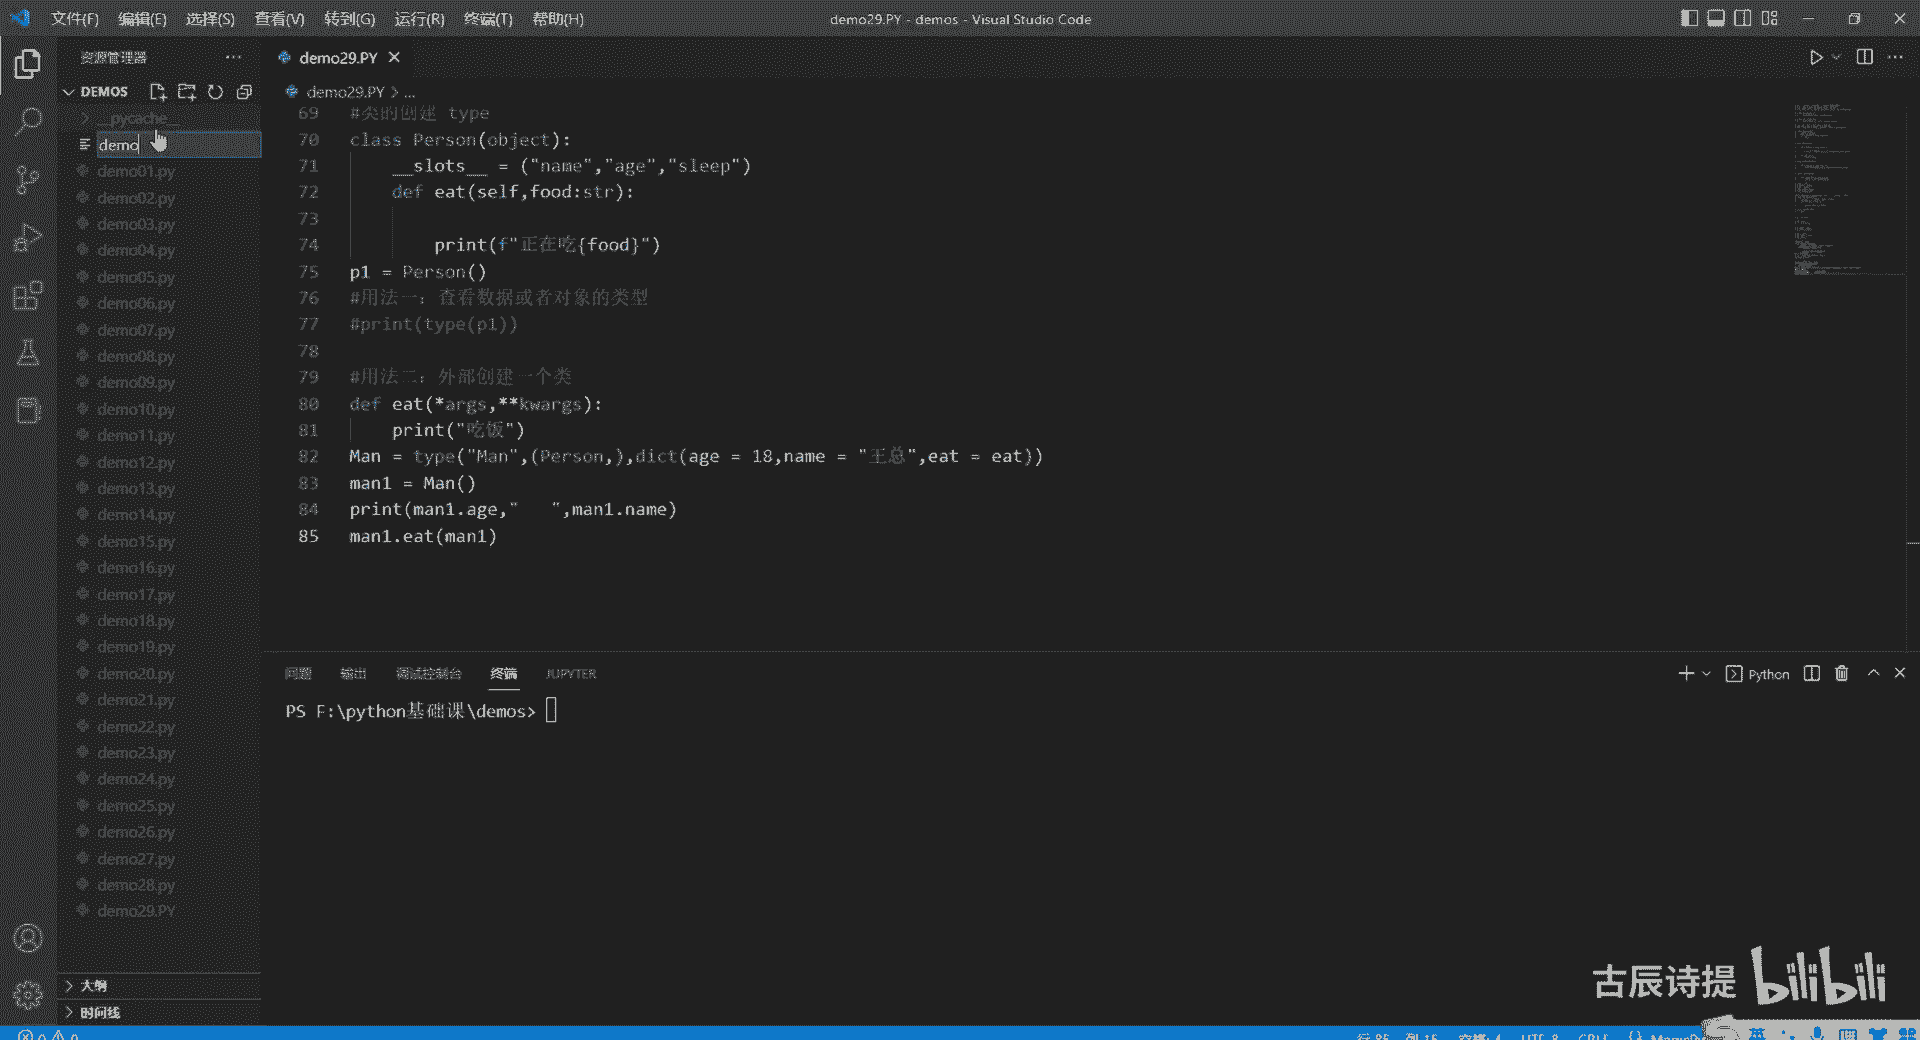 文件(F) 编辑(E) 选择(S) 查看(V) 转到(G) 运行(R) 终端(T) 帮助(H)
demo29.PY - demos - Visual Studio Code
资源管理器
demo29.PY
DEMOS
demo29.PY > ...
__pycache__
demo
demo01.py
demo02.py
demo03.py
demo04.py
demo05.py
demo06.py
demo07.py
demo08.py
demo09.py
demo10.py
demo11.py
demo12.py
demo13.py
demo14.py
demo15.py
demo16.py
demo17.py
demo18.py
demo19.py
demo20.py
demo21.py
demo22.py
demo23.py
demo24.py
demo25.py
demo26.py
demo27.py
demo28.py
demo29.PY
大纲
时间线
69 #类的创建 type
70 class Person(object):
71     __slots__ = ("name","age","sleep")
72     def eat(self,food:str):
73
74         print(f"正在吃{food}")
75 p1 = Person()
76 #用法一：查看数据或者对象的类型
77 #print(type(p1))
78
79 #用法二：外部创建一个类
80 def eat(*args,**kwargs):
81     print("吃饭")
82 Man = type("Man",(Person,),dict(age = 18,name = "王总",eat = eat))
83 man1 = Man()
84 print(man1.age,"   ",man1.name)
85 man1.eat(man1)
问题 输出 调试控制台 终端 JUPYTER
Python
PS F:\python基础课\demos>
古辰诗提 bilibili
行 85, 列 15 空格: 4 UTF-8 CRLF
英